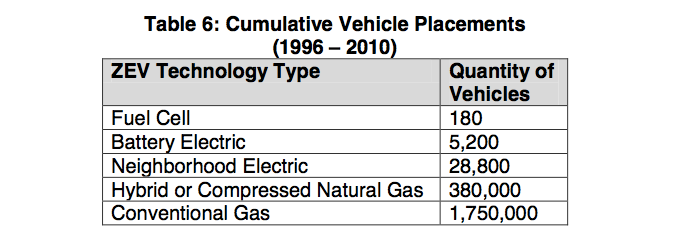 Table 6: Cumulative Vehicle Placements
(1996 – 2010)
ZEV Technology Type Quantity of
Vehicles
Fuel Cell 180
Battery Electric 5,200
Neighborhood Electric 28,800
Hybrid or Compressed Natural Gas 380,000
Conventional Gas 1,750,000